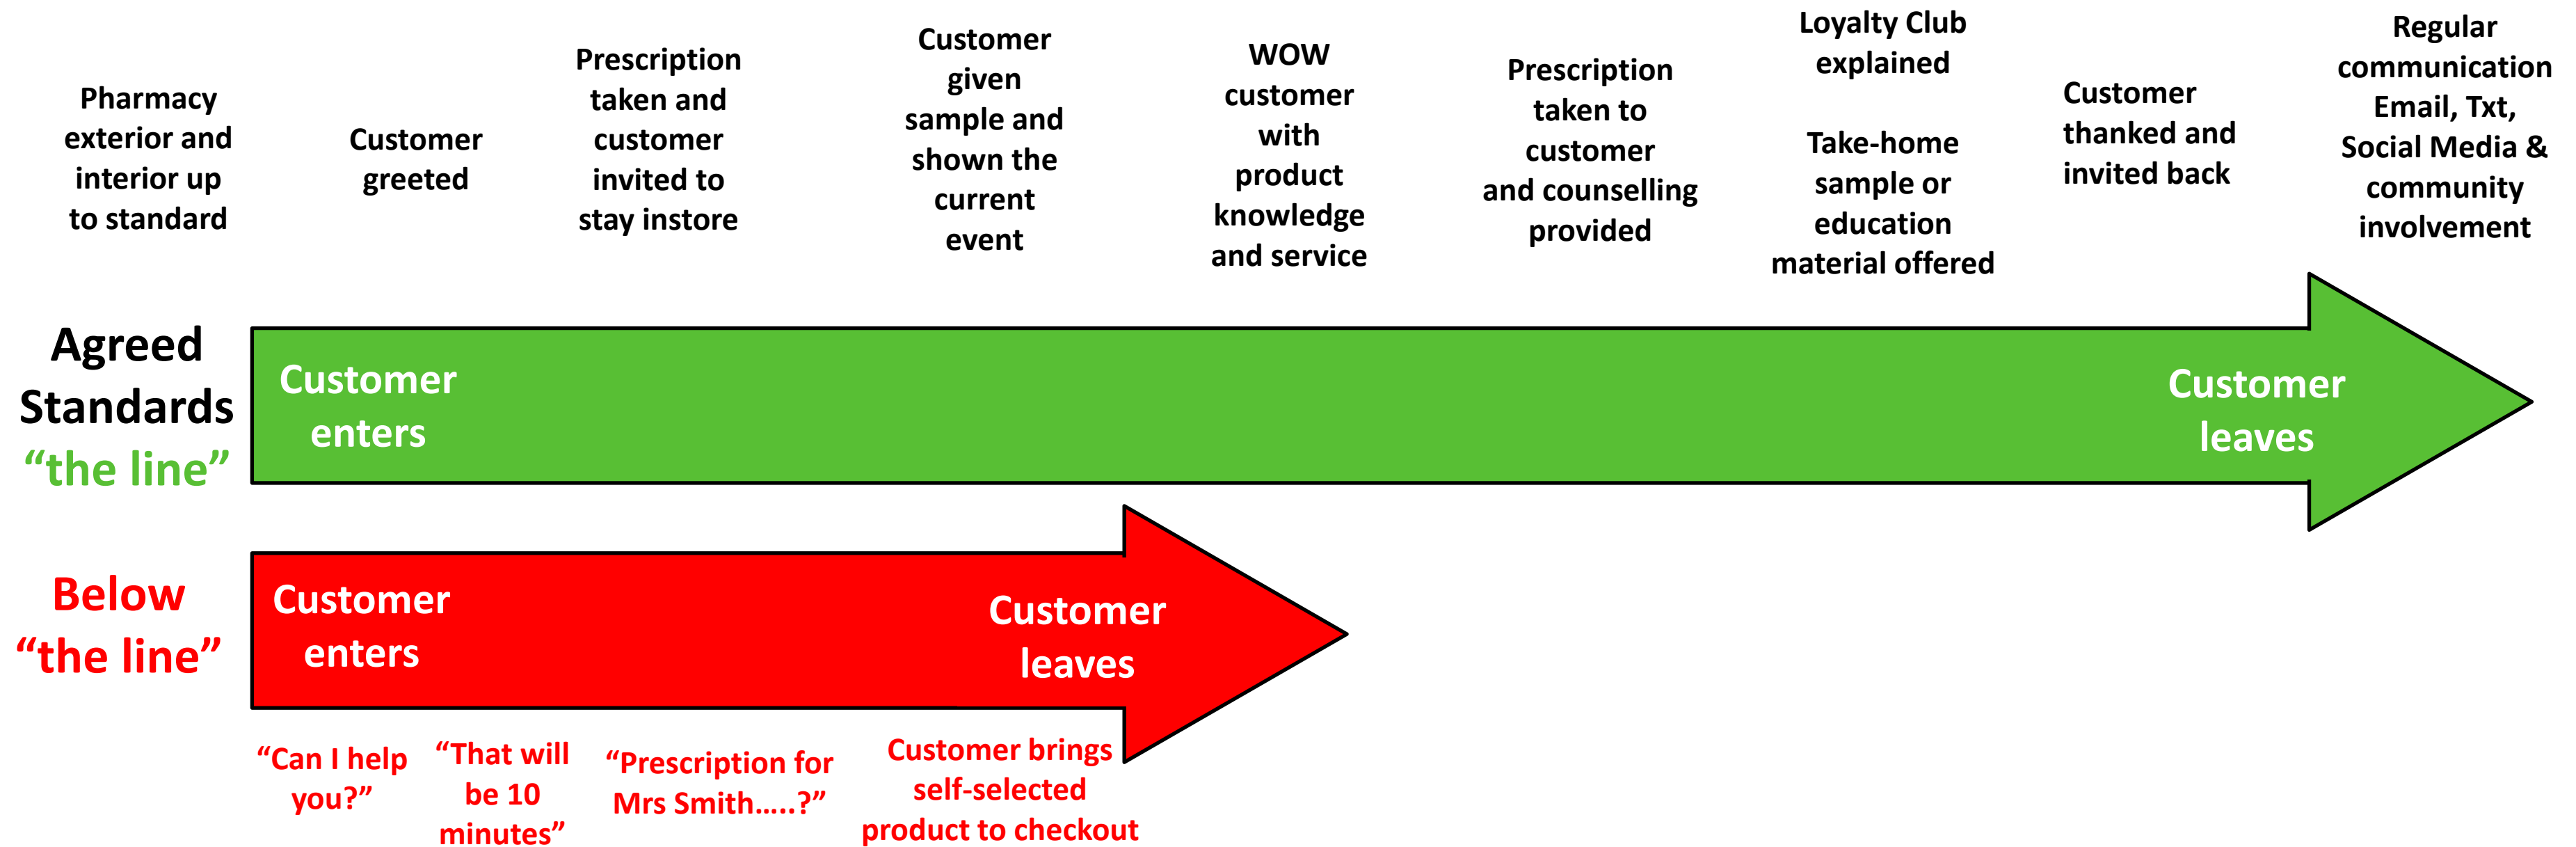 Pharmacy
exterior and
interior up
to standard
Customer
greeted
Prescription
taken and
customer
invited to
stay instore
Customer
given
sample and
shown the
current
event
WOW
customer
with
product
knowledge
and service
Prescription
taken to
customer
and counselling
provided
Loyalty Club
explained
Take-home
sample or
education
material offered
Customer
thanked and
invited back
Regular
communication
Email, Txt,
Social Media &
community
involvement
Agreed
Standards
“the line”
Customer
enters
Customer
leaves
Below
“the line”
Customer
enters
Customer
leaves
“Can I help
you?”
“That will
be 10
minutes”
“Prescription for
Mrs Smith…..?”
Customer brings
self-selected
product to checkout